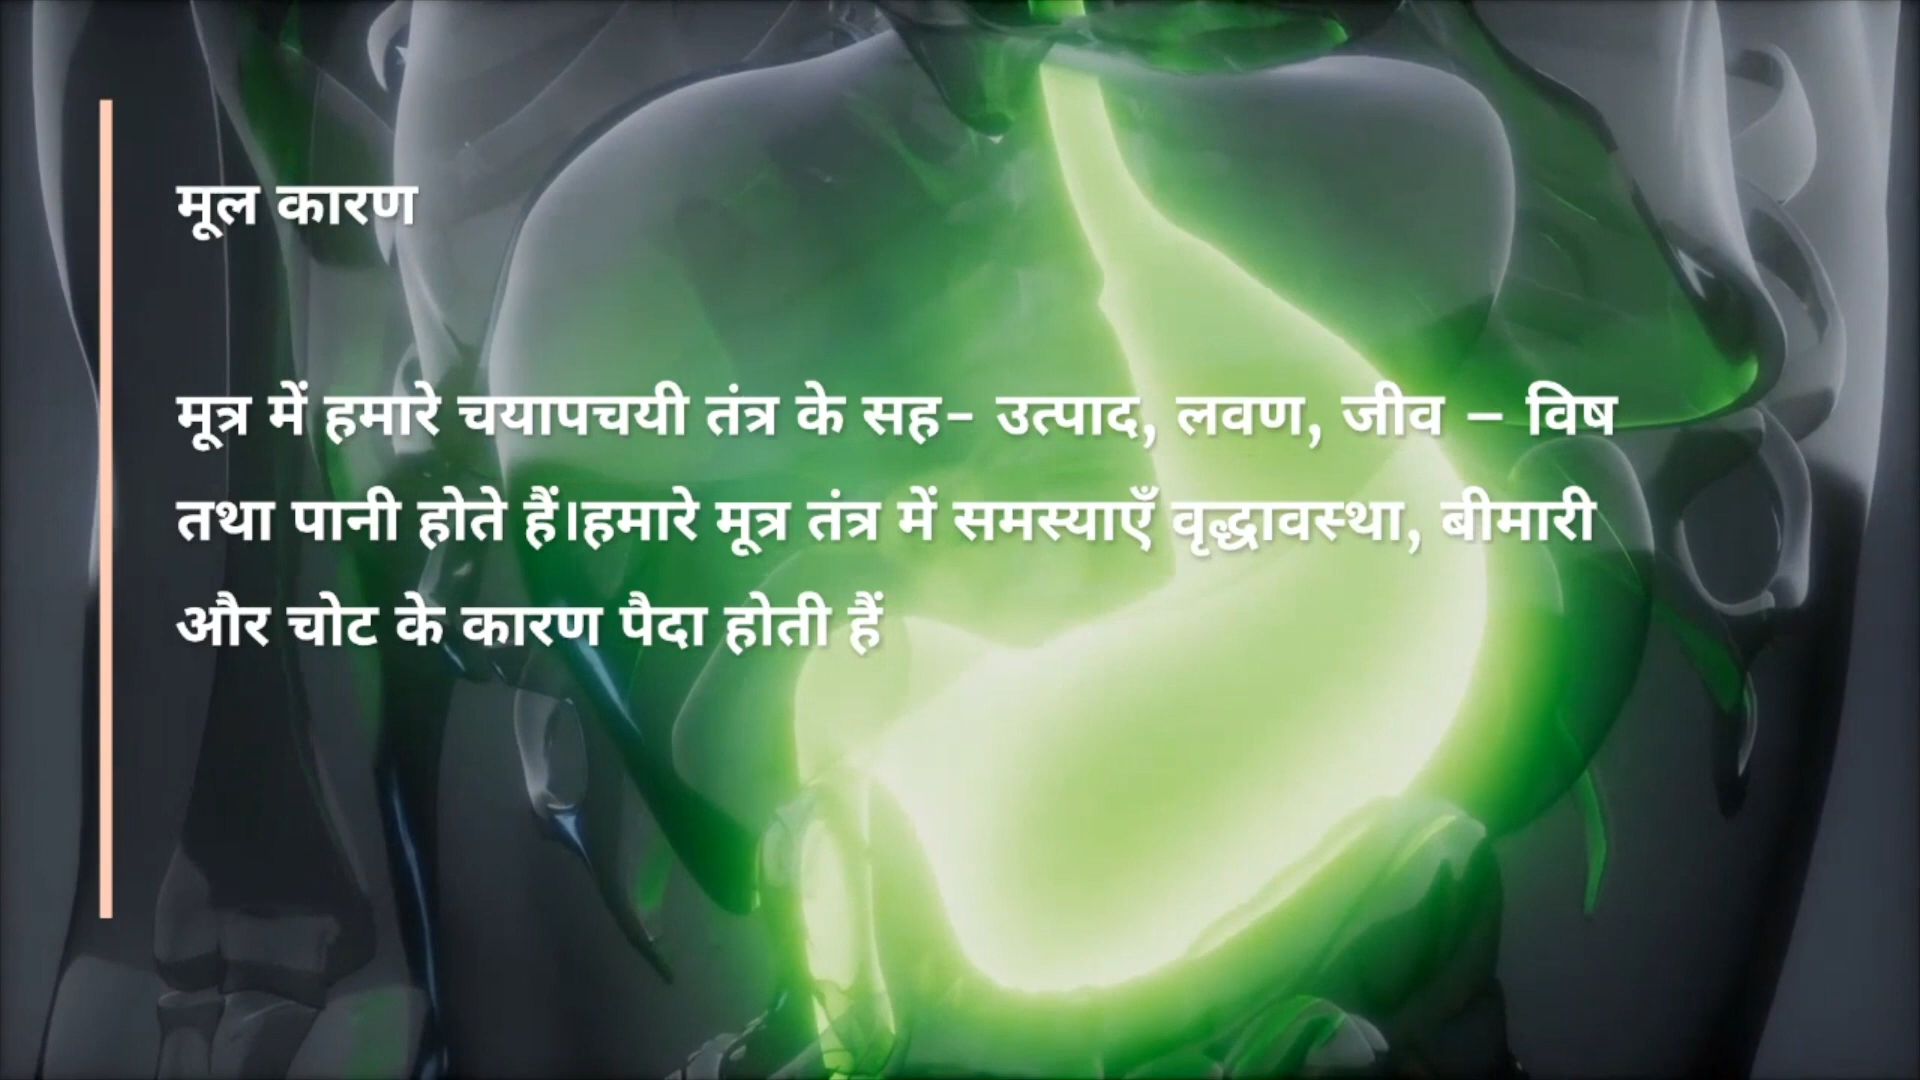 मूल कारण
मूत्र में हमारे चयापचयी तंत्र के सह- उत्पाद, लवण, जीव – विष
तथा पानी होते हैं।हमारे मूत्र तंत्र में समस्याएँ वृद्धावस्था, बीमारी
और चोट के कारण पैदा होती हैं